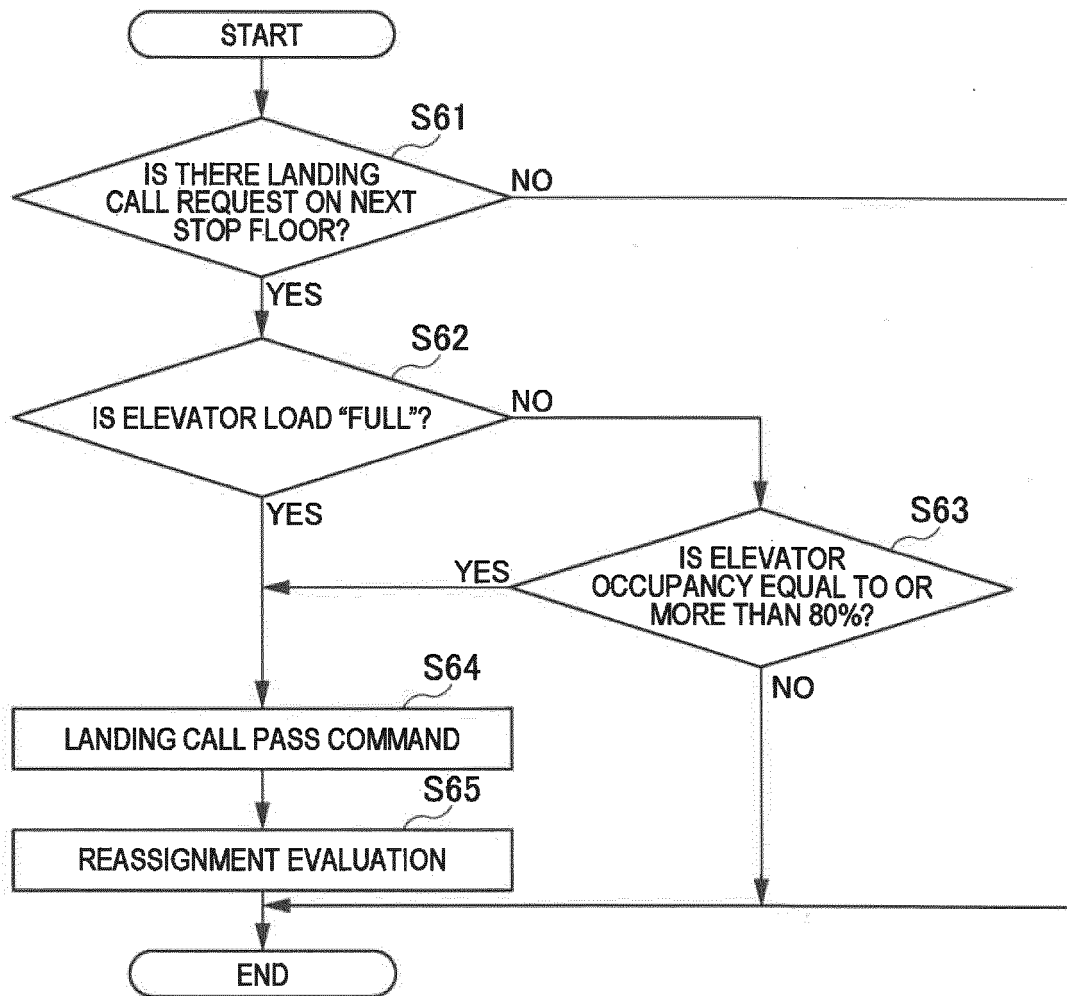 START
S61
IS THERE LANDING
CALL REQUEST ON NEXT
STOP FLOOR?
NO
YES
S62
IS ELEVATOR LOAD “FULL”?
NO
YES
S63
IS ELEVATOR
OCCUPANCY EQUAL TO OR
MORE THAN 80%?
YES
NO
S64
LANDING CALL PASS COMMAND
S65
REASSIGNMENT EVALUATION
END